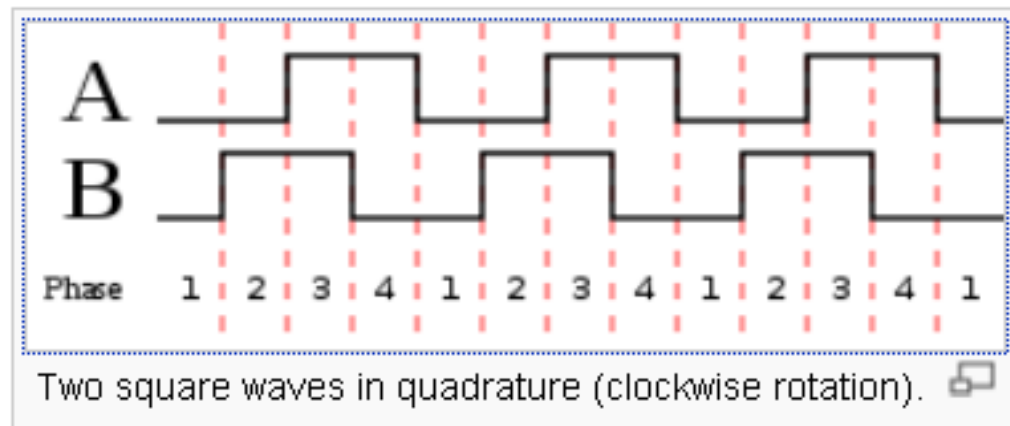 A
B
Phase 1 2 3 4 1 2 3 4 1 2 3 4 1
Two square waves in quadrature (clockwise rotation).